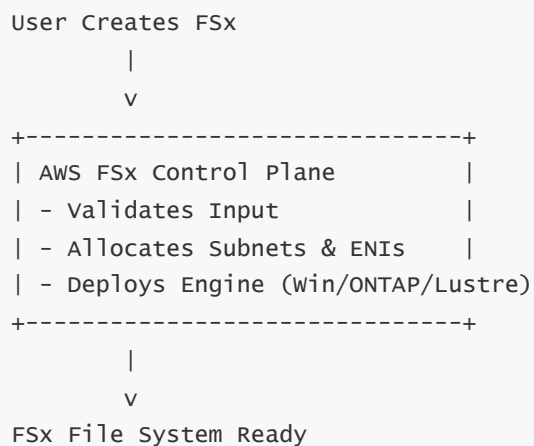 User Creates FSx
        |
        v
+-------------------------------+
| AWS FSx Control Plane         |
| - Validates Input             |
| - Allocates Subnets & ENIs    |
| - Deploys Engine (Win/ONTAP/Lustre)
+-------------------------------+
        |
        v
FSx File System Ready